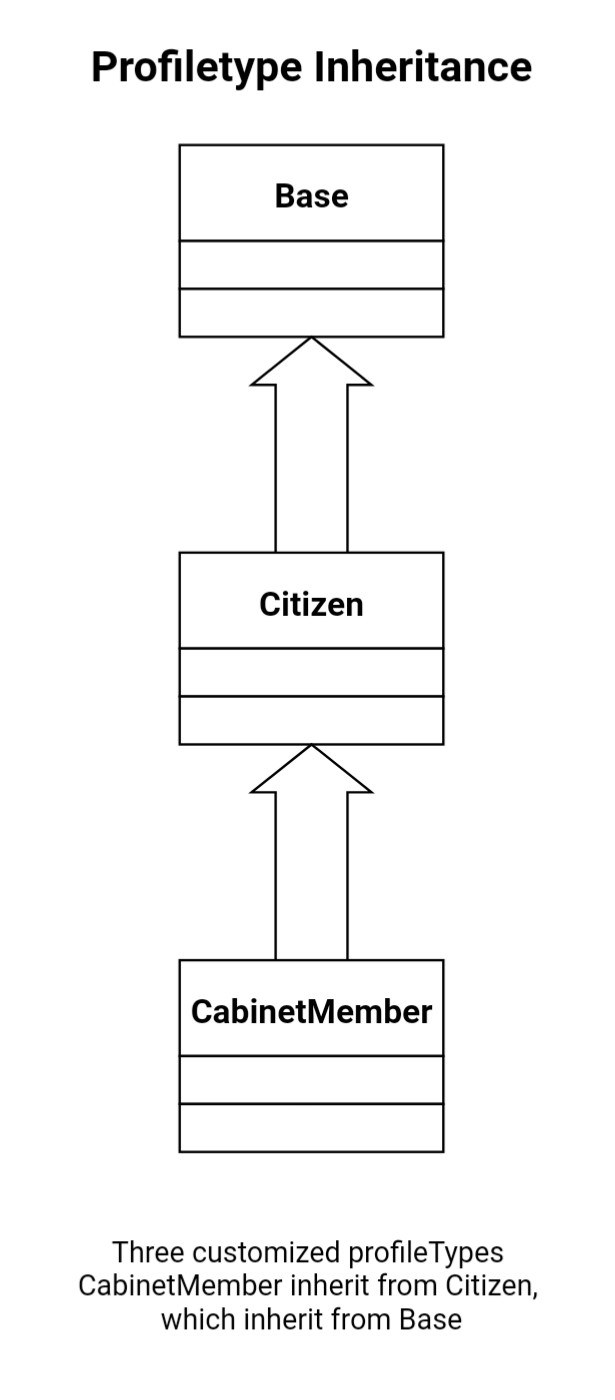 Profiletype Inheritance
Base
Citizen
CabinetMember
Three customized profileTypes
CabinetMember inherit from Citizen,
which inherit from Base